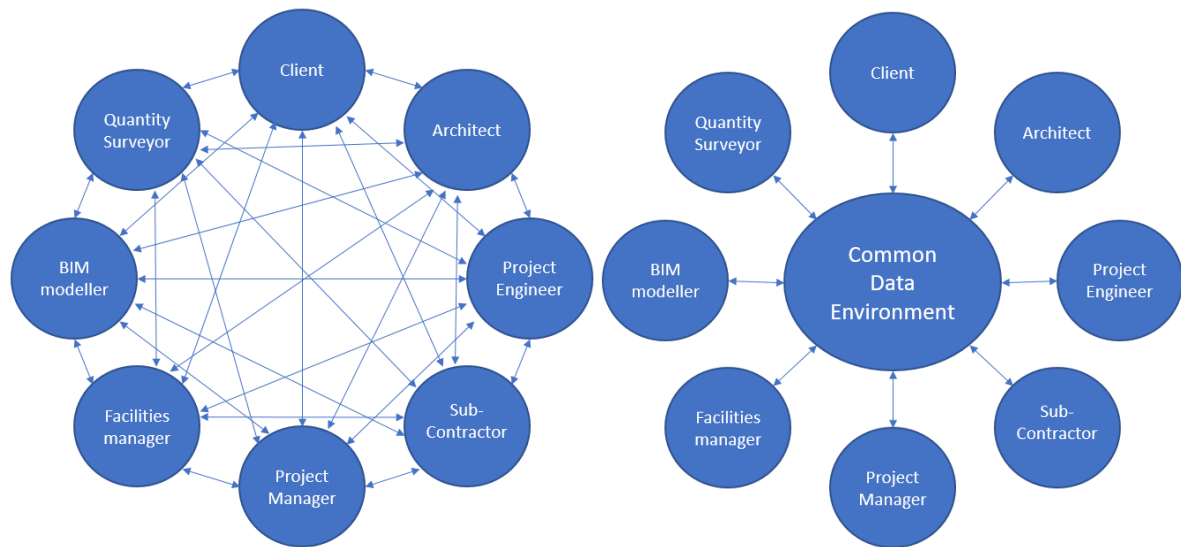 Client
Quantity
Surveyor
Architect
BIM
modeller
Project
Engineer
Facilities
manager
Sub-
Contractor
Project
Manager
Client
Quantity
Surveyor
Architect
BIM
modeller
Common
Data
Environment
Project
Engineer
Facilities
manager
Sub-
Contractor
Project
Manager